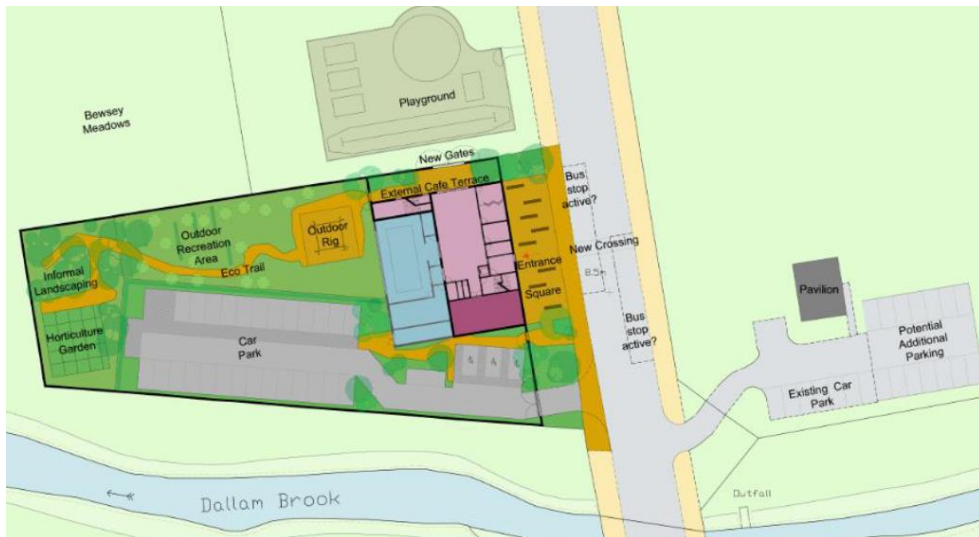 Playground
Bewsey
Meadows
New Gates
External Cafe Terrace
Bus
stop
active?
Outdoor
Recreation
Area
Outdoor
Rig
New Crossing
Eco Trail
Entrance
Square
Informal
Landscaping
8.5m
Pavilion
Bus
stop
active?
Horticulture
Garden
Car
Park
Potential
Additional
Parking
Existing Car
Park
Dallam Brook
Outfall